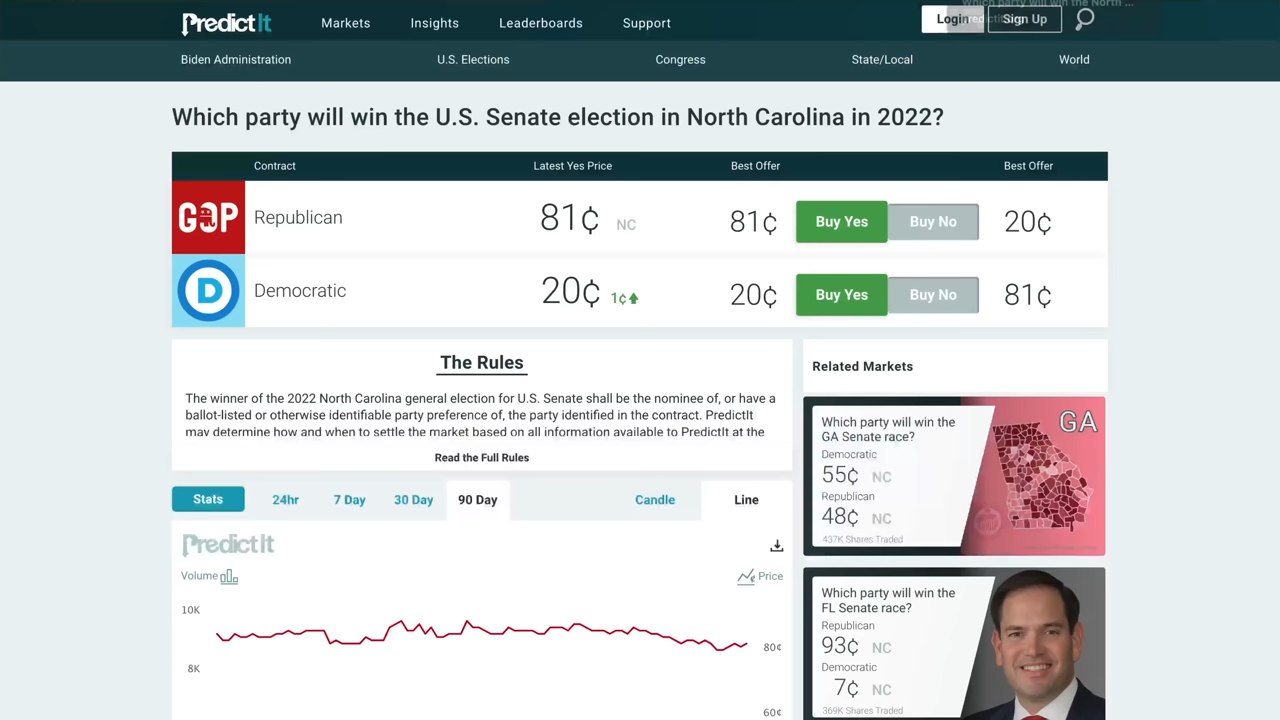 PredictIt
Markets
Insights
Leaderboards
Support
Login
Sign Up
Biden Administration
U.S. Elections
Congress
State/Local
World
Which party will win the U.S. Senate election in North Carolina in 2022?
Contract
Latest Yes Price
Best Offer
Best Offer
GOP
Republican
81¢
NC
81¢
Buy Yes
Buy No
20¢
D
Democratic
20¢
1¢
20¢
Buy Yes
Buy No
81¢
The Rules
The winner of the 2022 North Carolina general election for U.S. Senate shall be the nominee of, or have a
ballot-listed or otherwise identifiable party preference of, the party identified in the contract. PredictIt
may determine how and when to settle the market based on all information available to PredictIt at the
Read the Full Rules
Stats
24hr
7 Day
30 Day
90 Day
Candle
Line
PredictIt
Volume
Price
10K
80¢
8K
60¢
Related Markets
Which party will win the
GA Senate race?
Democratic
55¢ NC
Republican
48¢ NC
437K Shares Traded
GA
Which party will win the
FL Senate race?
Republican
93¢ NC
Democratic
7¢ NC
369K Shares Traded